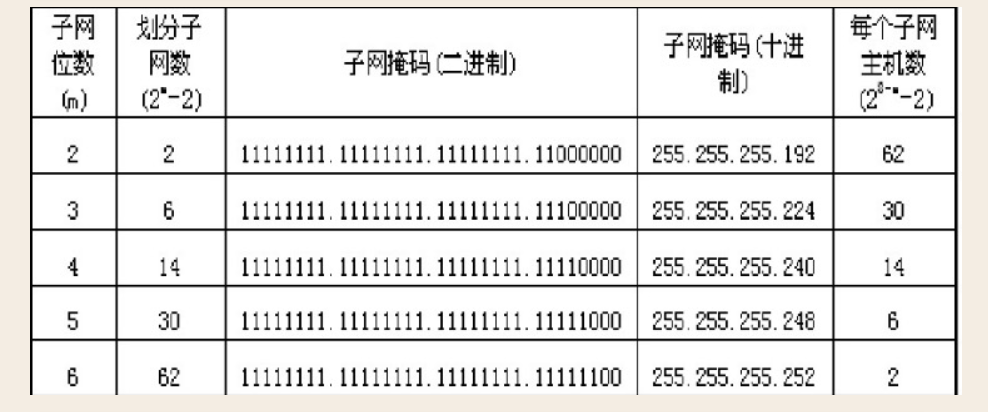 子网位数(m) 划分子网数(2ᵐ-2) 子网掩码(二进制) 子网掩码(十进制) 每个子网主机数(2⁸⁻ᵐ-2)
2 2 11111111.11111111.11111111.11000000 255.255.255.192 62
3 6 11111111.11111111.11111111.11100000 255.255.255.224 30
4 14 11111111.11111111.11111111.11110000 255.255.255.240 14
5 30 11111111.11111111.11111111.11111000 255.255.255.248 6
6 62 11111111.11111111.11111111.11111100 255.255.255.252 2